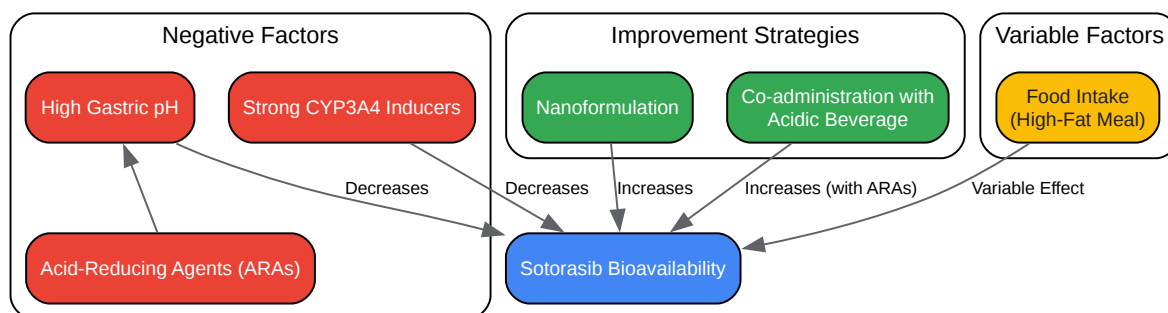 Negative Factors
Improvement Strategies
Variable Factors
High Gastric pH
Strong CYP3A4 Inducers
Nanoformulation
Co-administration with
Acidic Beverage
Food Intake
(High-Fat Meal)
Decreases
Decreases
Increases
Increases (with ARAs)
Variable Effect
Acid-Reducing Agents (ARAs)
Sotorasib Bioavailability